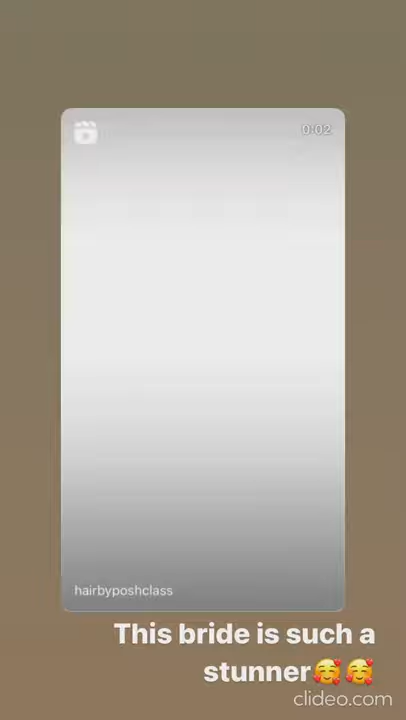 0:02
hairbyposhclass
This bride is such a
stunner🥰🥰
clideo.com